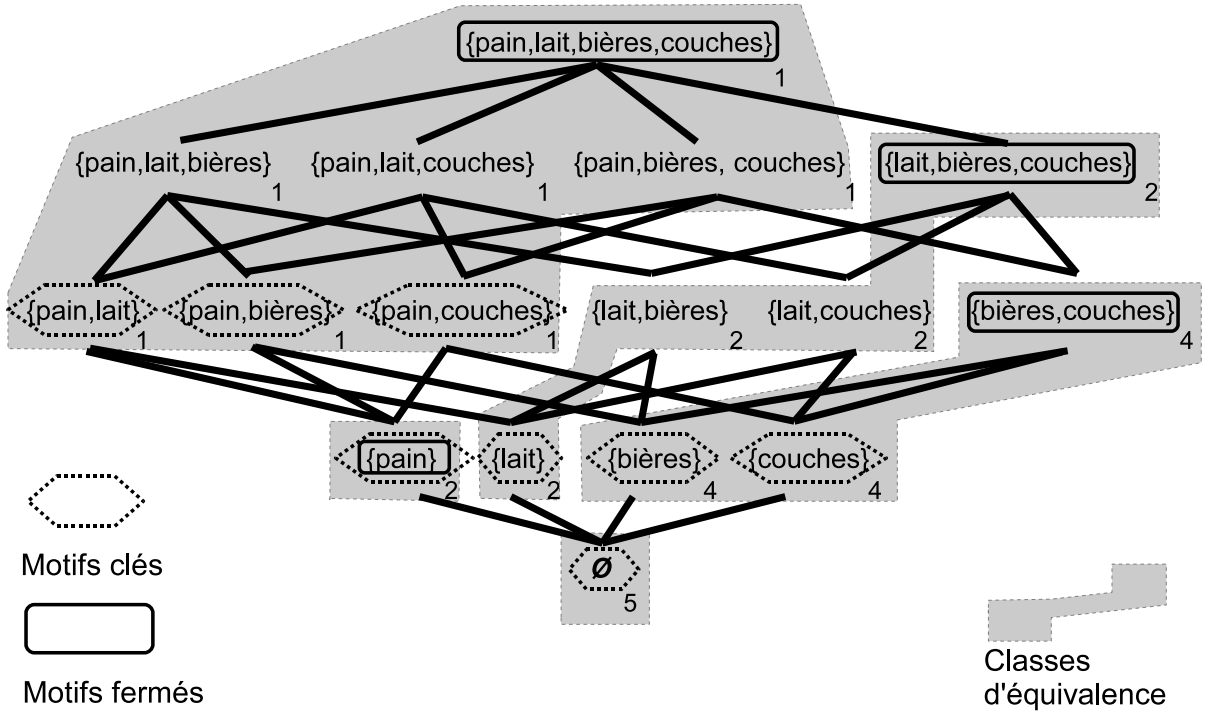 {pain,lait,bières,couches}
1
{pain,lait,bières} {pain,lait,couches} {pain,bières, couches} {lait,bières,couches}
1 1 1 2
{pain,lait} {pain,bières} {pain,couches} {lait,bières} {lait,couches} {bières,couches}
1 1 1 2 2 4
{pain} {lait} {bières} {couches}
2 2 4 4
Ø
5
Motifs clés
Motifs fermés
Classes
d'équivalence